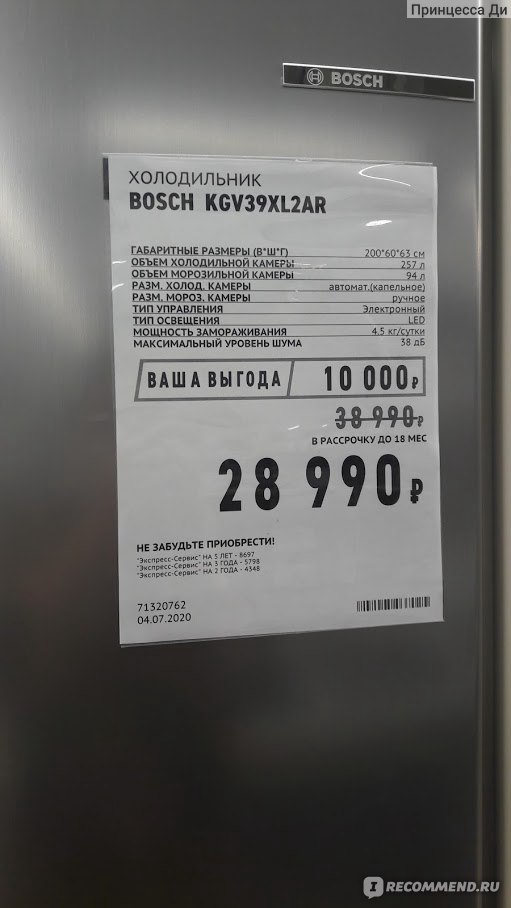 Принцесса Ди
BOSCH
ХОЛОДИЛЬНИК
BOSCH KGV39XL2AR
ГАБАРИТНЫЕ РАЗМЕРЫ (В*Ш*Г) 200*60*63 см
ОБЪЕМ ХОЛОДИЛЬНОЙ КАМЕРЫ 257 л
ОБЪЕМ МОРОЗИЛЬНОЙ КАМЕРЫ 94 л
РАЗМ. ХОЛОД. КАМЕРЫ автомат.(капельное)
РАЗМ. МОРОЗ. КАМЕРЫ ручное
ТИП УПРАВЛЕНИЯ Электронный
ТИП ОСВЕЩЕНИЯ LED
МОЩНОСТЬ ЗАМОРАЖИВАНИЯ 4,5 кг/сутки
МАКСИМАЛЬНЫЙ УРОВЕНЬ ШУМА 38 дБ
ВАША ВЫГОДА 10 000₽
38 990₽
В РАССРОЧКУ ДО 18 МЕС
28 990₽
НЕ ЗАБУДЬТЕ ПРИОБРЕСТИ!
"Экспресс-Сервис" НА 5 ЛЕТ - 8697
"Экспресс-Сервис" НА 3 ГОДА - 5798
"Экспресс-Сервис" НА 2 ГОДА - 4348
71320762
04.07.2020
IRECOMMEND.RU